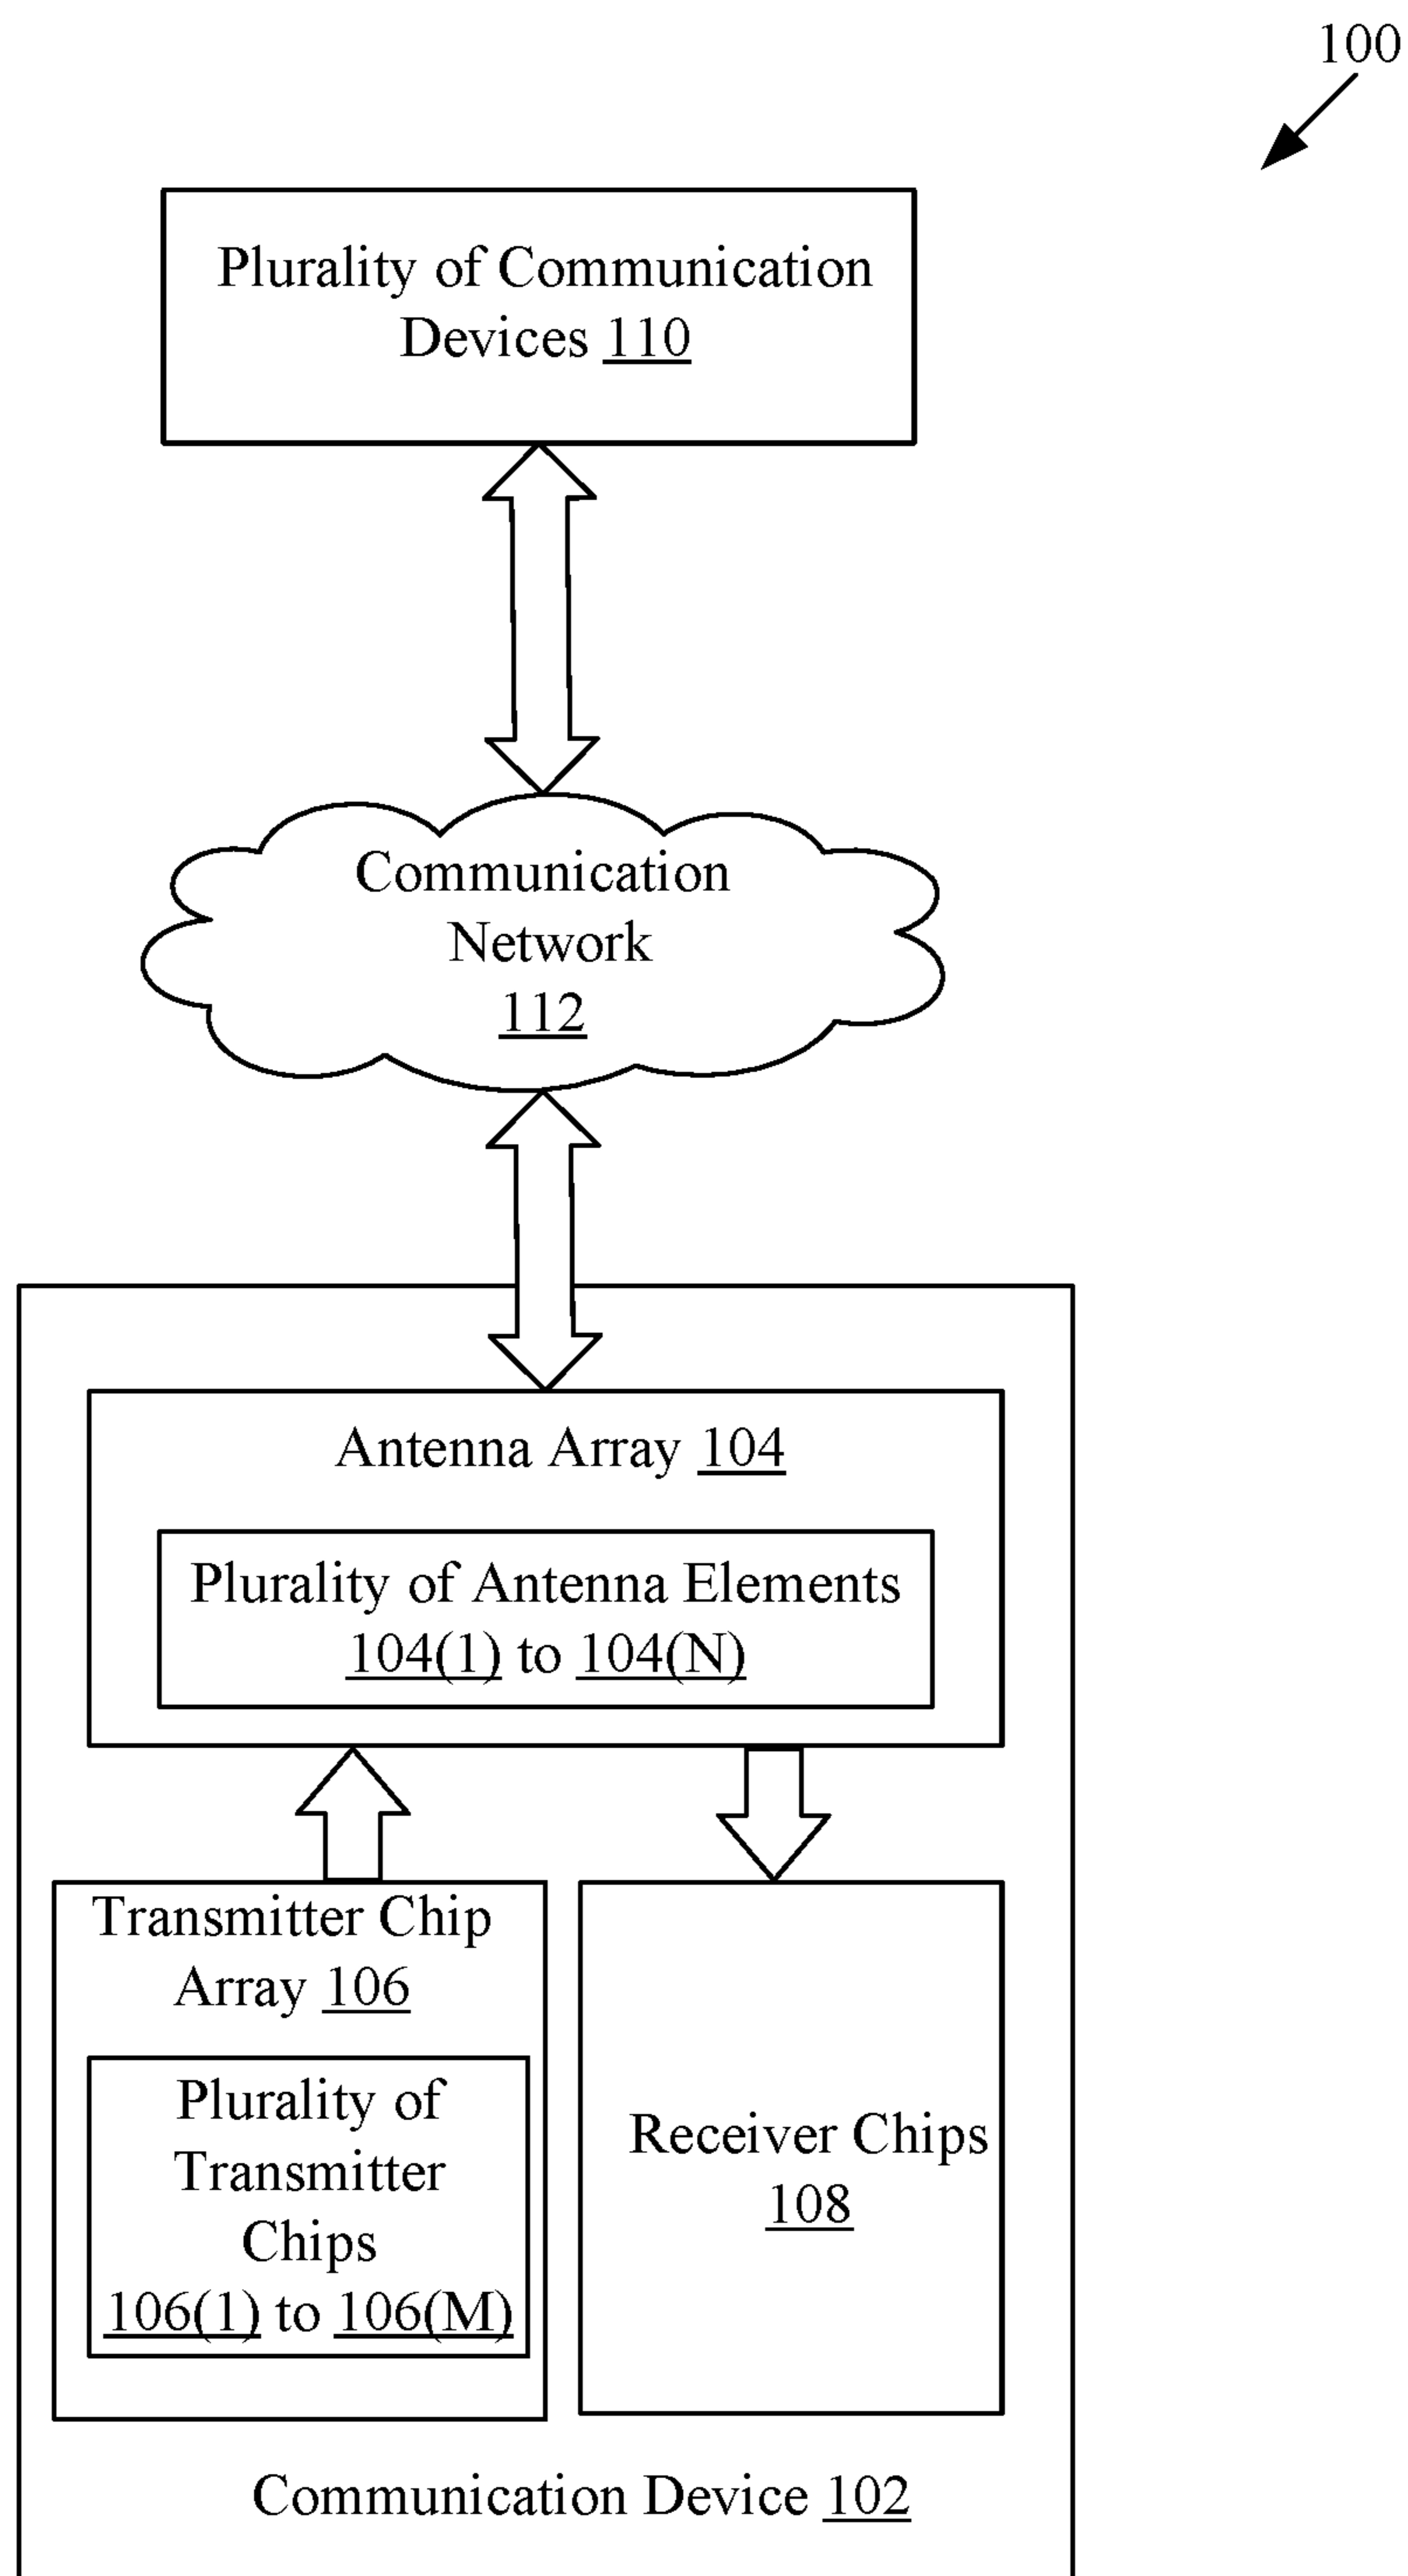 100
Plurality of Communication
Devices 110
Communication
Network
112
Antenna Array 104
Plurality of Antenna Elements
104(1) to 104(N)
Transmitter Chip
Array 106
Plurality of
Transmitter
Chips
106(1) to 106(M)
Receiver Chips
108
Communication Device 102